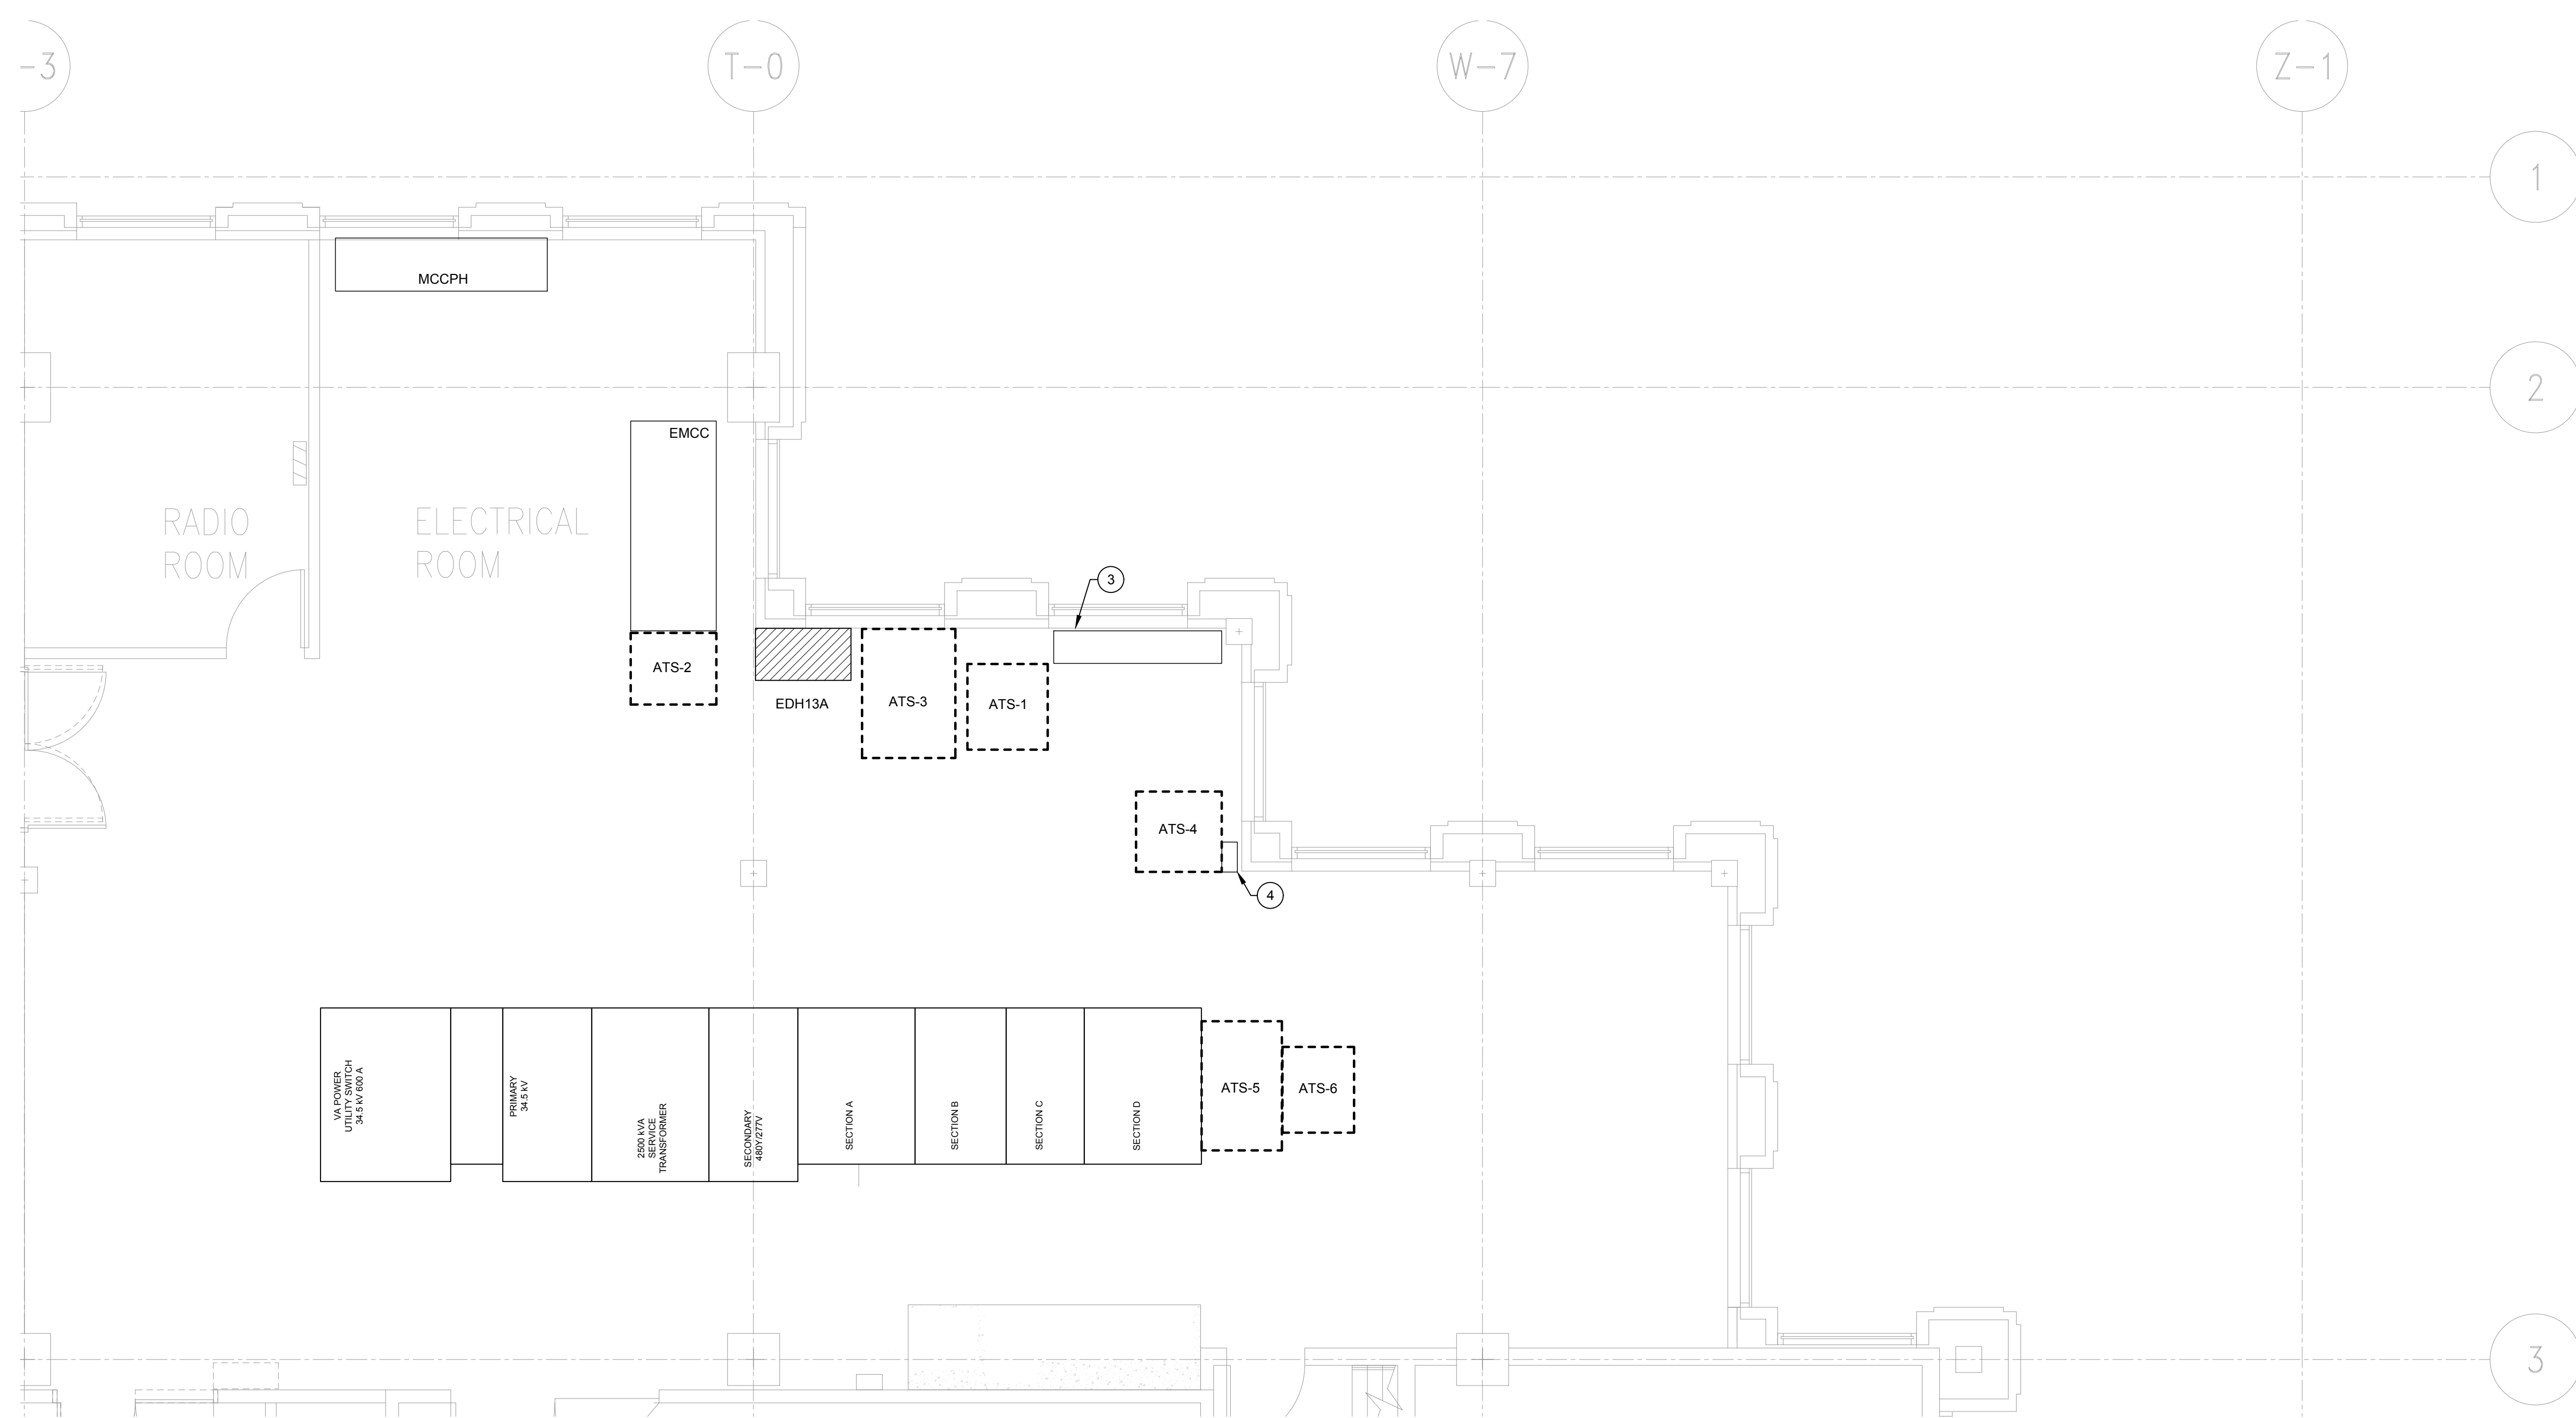 -3
T-0
W-7
Z-1
1
MCCPH
2
EMCC
RADIO
ROOM
ELECTRICAL
ROOM
3
ATS-2
EDH13A
ATS-3
ATS-1
ATS-4
4
VA POWER
UTILITY SWITCH
34.5 kV 600 A
PRIMARY
34.5 kV
2500 kVA
SERVICE
TRANSFORMER
SECONDARY
480Y/277V
SECTION A
SECTION B
SECTION C
SECTION D
ATS-5
ATS-6
3